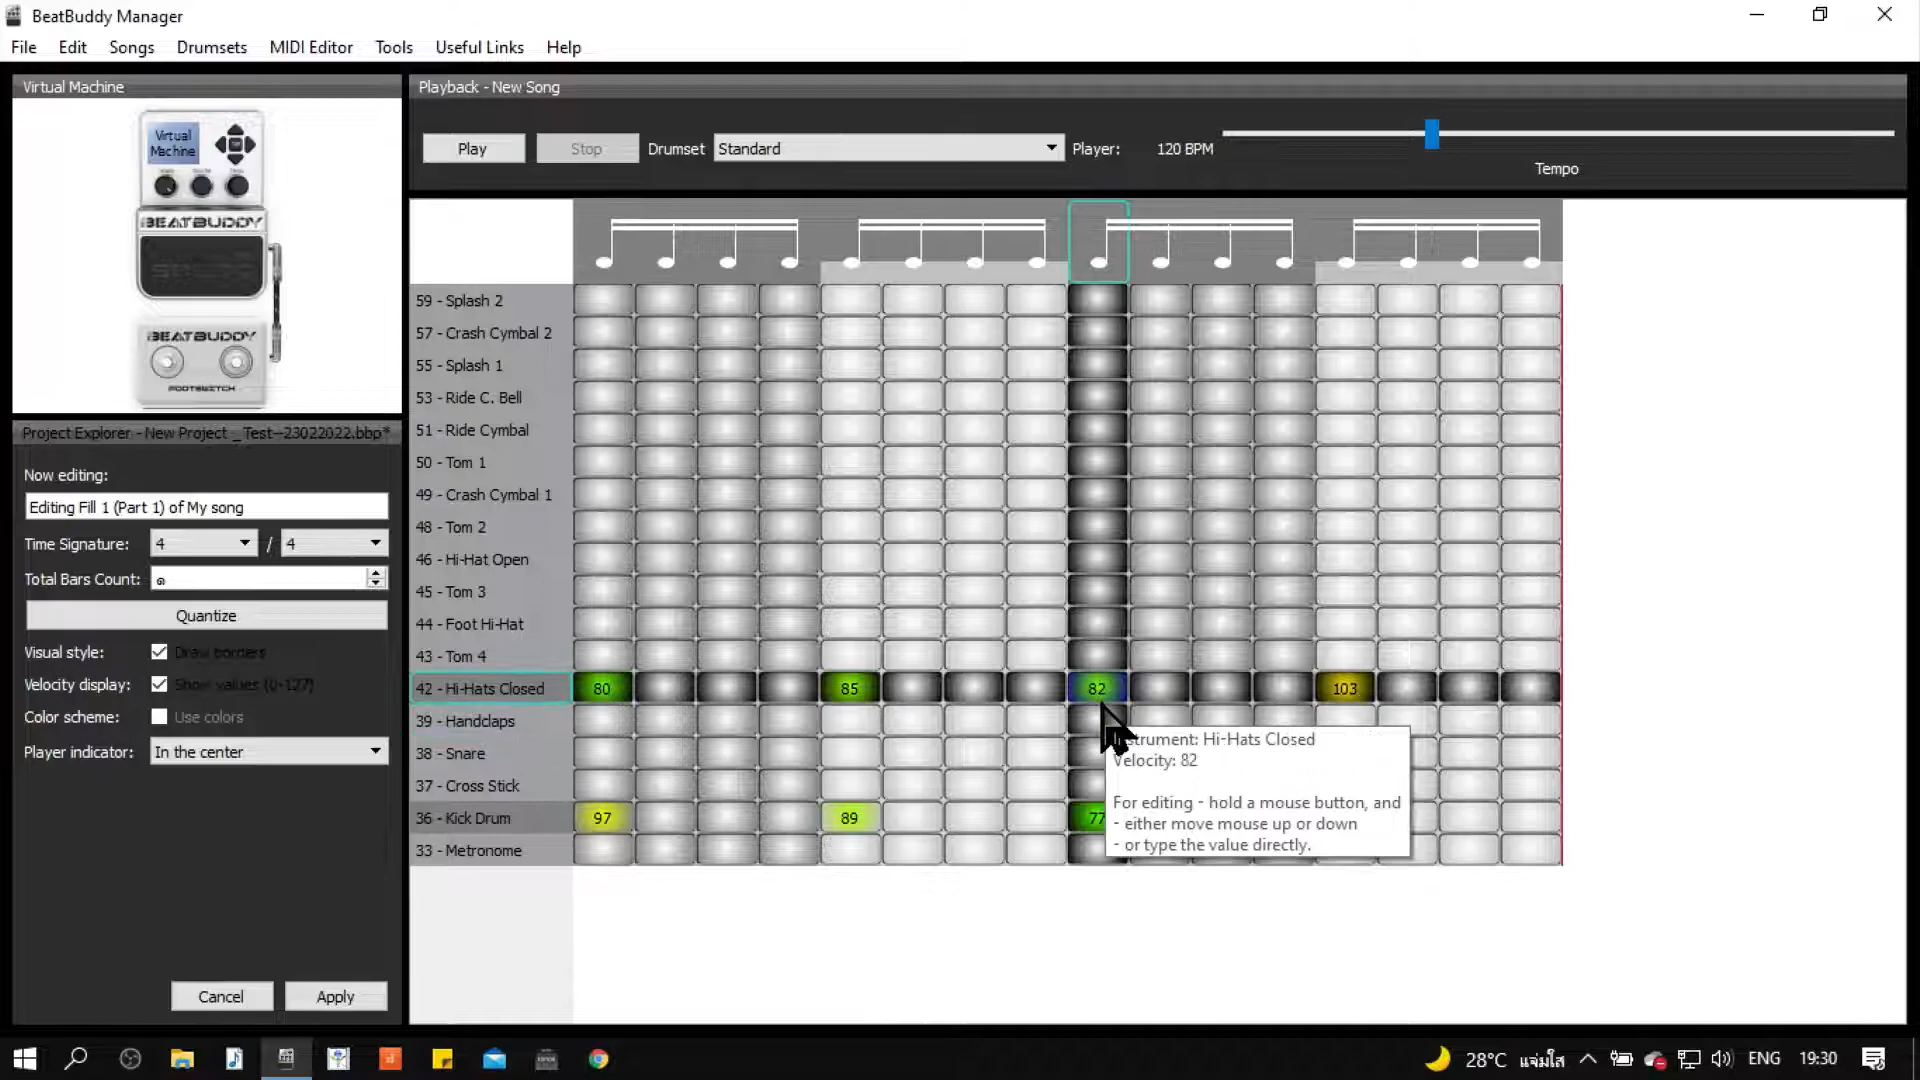 BeatBuddy Manager
File Edit Songs Drumsets MIDI Editor Tools Useful Links Help
Virtual Machine
Playback - New Song
Virtual
Machine
BEATBUDDY
BEATBUDDY
FOOTSWITCH
Play Stop Drumset Standard Player: 120 BPM
Tempo
59 - Splash 2
57 - Crash Cymbal 2
55 - Splash 1
53 - Ride C. Bell
51 - Ride Cymbal
50 - Tom 1
49 - Crash Cymbal 1
48 - Tom 2
46 - Hi-Hat Open
45 - Tom 3
44 - Foot Hi-Hat
43 - Tom 4
42 - Hi-Hats Closed 80 85 82 103
39 - Handclaps
38 - Snare
37 - Cross Stick
36 - Kick Drum 97 89 77
33 - Metronome
Instrument: Hi-Hats Closed
Velocity: 82
For editing - hold a mouse button, and
- either move mouse up or down
- or type the value directly.
Project Explorer - New Project _Test--23022022.bbp*
Now editing:
Editing Fill 1 (Part 1) of My song
Time Signature: 4 / 4
Total Bars Count: ๑
Quantize
Visual style: Draw borders
Velocity display: Show values (0-127)
Color scheme: Use colors
Player indicator: In the center
Cancel Apply
28°C แจ่มใส ENG 19:30